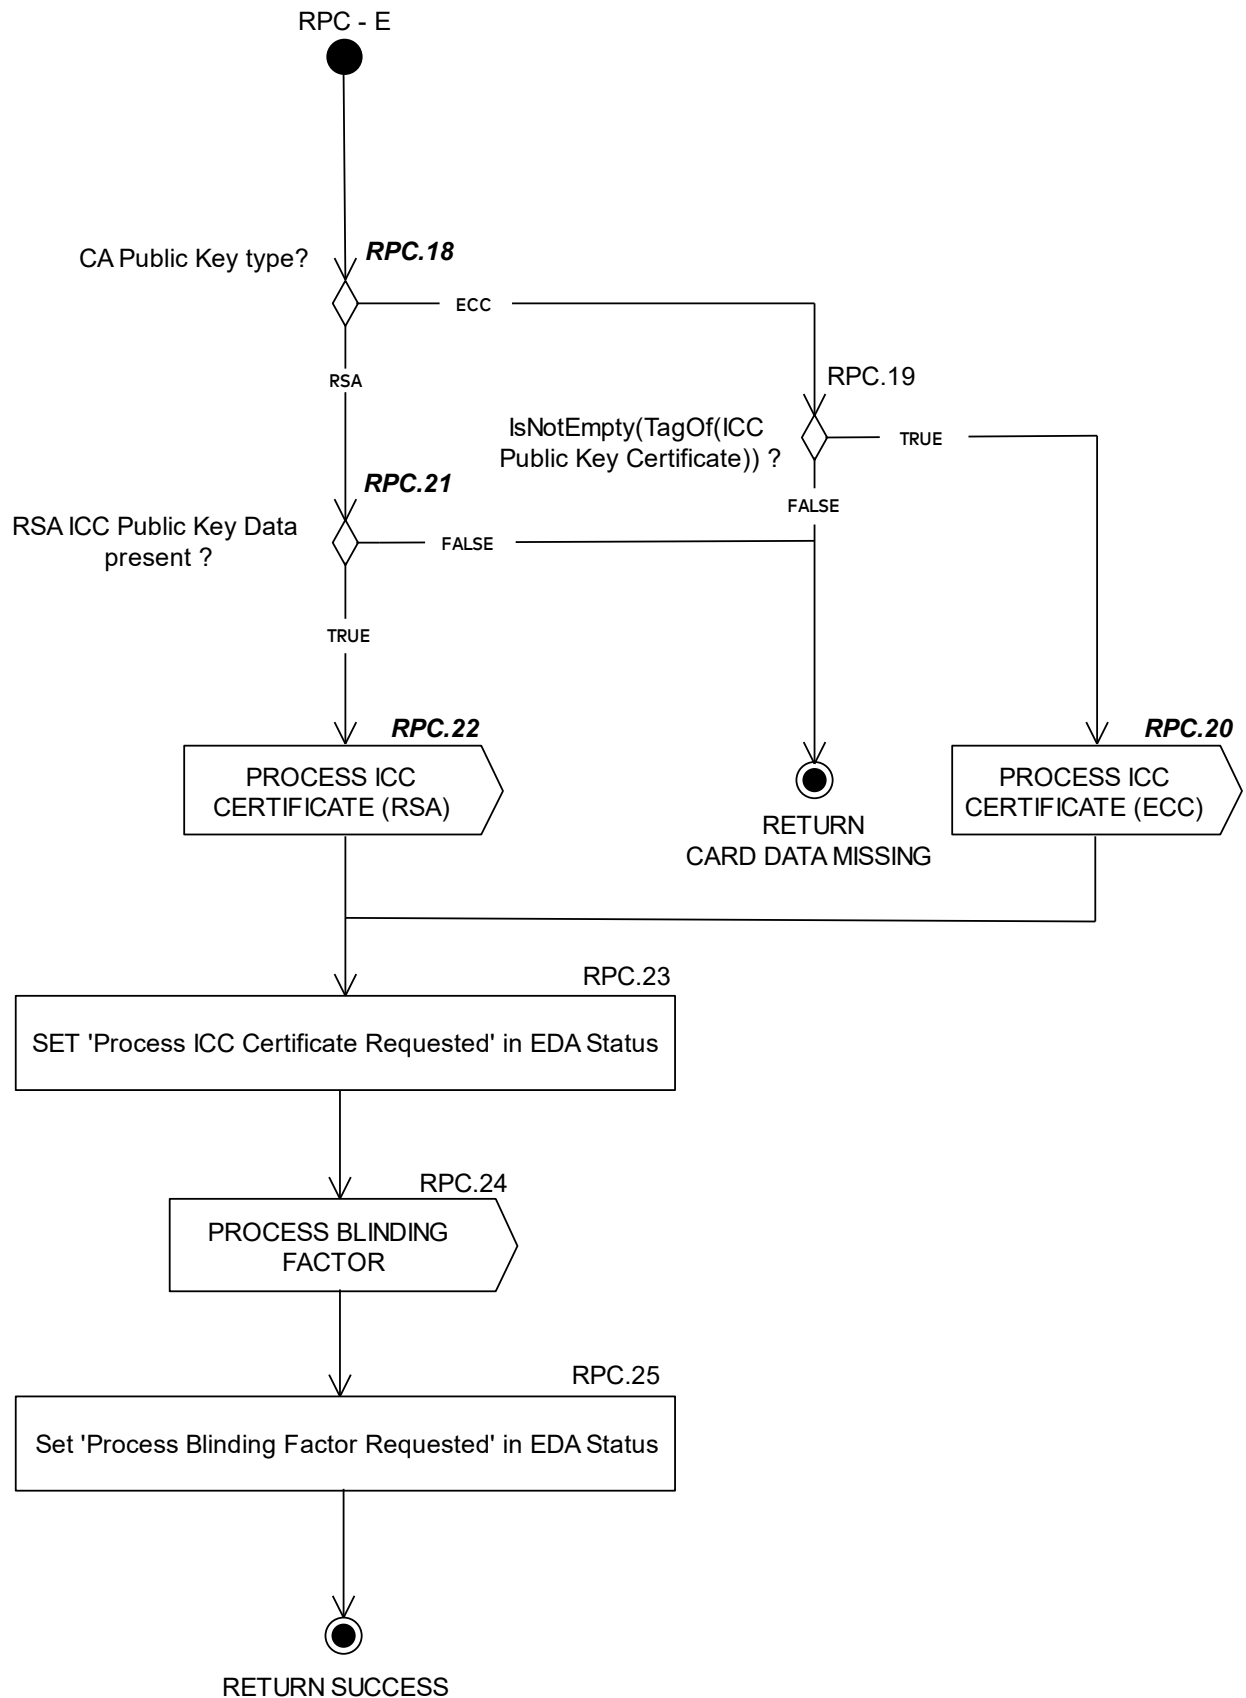 RPC - E
CA Public Key type?
RPC.18
ECC
RSA
RPC.19
IsNotEmpty(TagOf(ICC
Public Key Certificate)) ?
TRUE
RPC.21
FALSE
RSA ICC Public Key Data
present ?
FALSE
TRUE
RPC.22
PROCESS ICC
CERTIFICATE (RSA)
RPC.20
PROCESS ICC
CERTIFICATE (ECC)
RETURN
CARD DATA MISSING
RPC.23
SET 'Process ICC Certificate Requested' in EDA Status
RPC.24
PROCESS BLINDING
FACTOR
RPC.25
Set 'Process Blinding Factor Requested' in EDA Status
RETURN SUCCESS